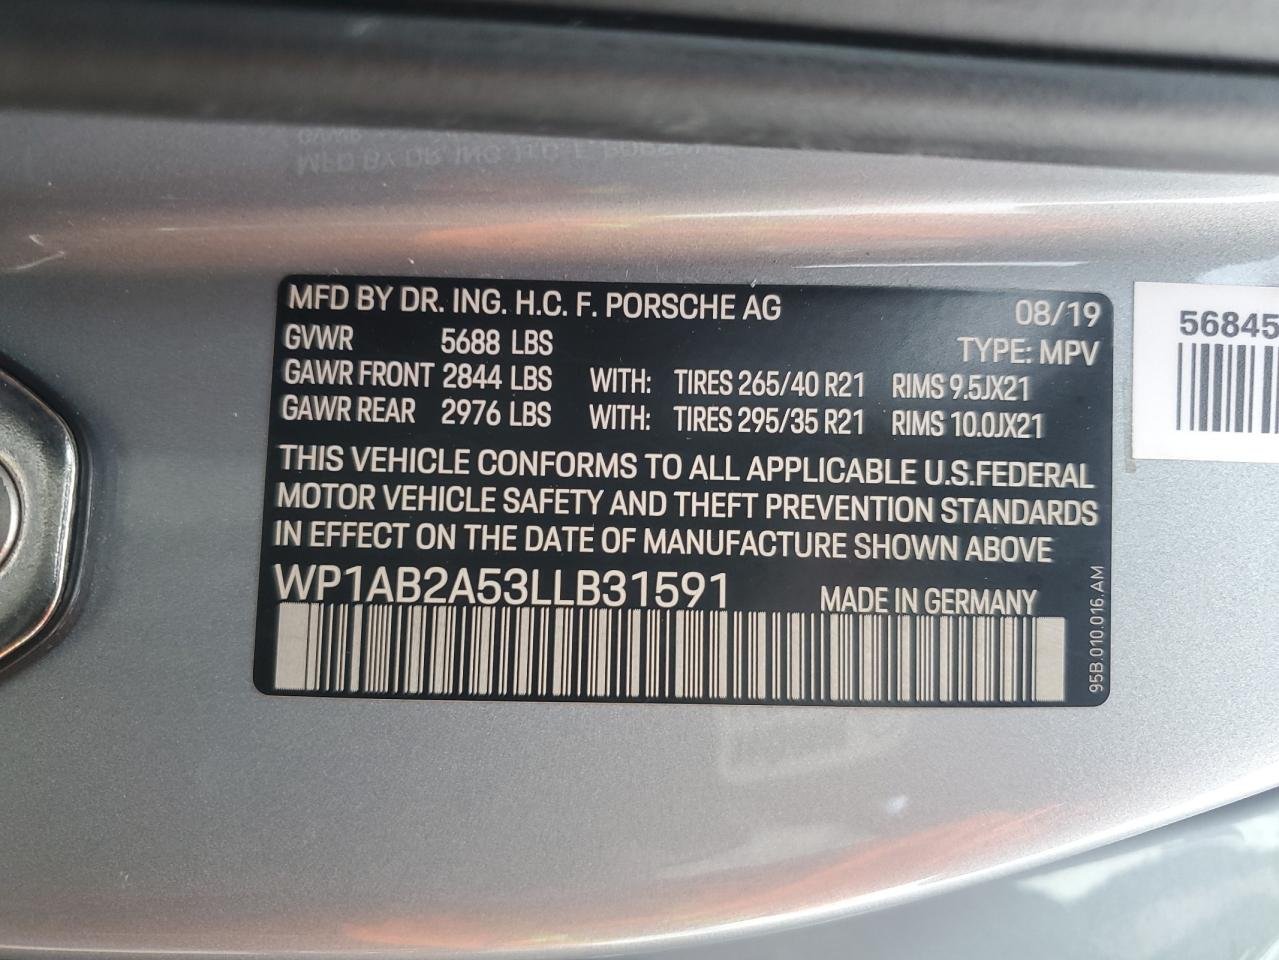 MFD BY DR. ING. H.C. F. PORSCHE AG 08/19
GVWR 5688 LBS TYPE: MPV
GAWR FRONT 2844 LBS WITH: TIRES 265/40 R21 RIMS 9.5JX21
GAWR REAR 2976 LBS WITH: TIRES 295/35 R21 RIMS 10.0JX21
THIS VEHICLE CONFORMS TO ALL APPLICABLE U.S.FEDERAL
MOTOR VEHICLE SAFETY AND THEFT PREVENTION STANDARDS
IN EFFECT ON THE DATE OF MANUFACTURE SHOWN ABOVE
WP1AB2A53LLB31591 MADE IN GERMANY
95B.010.016.AM
56845